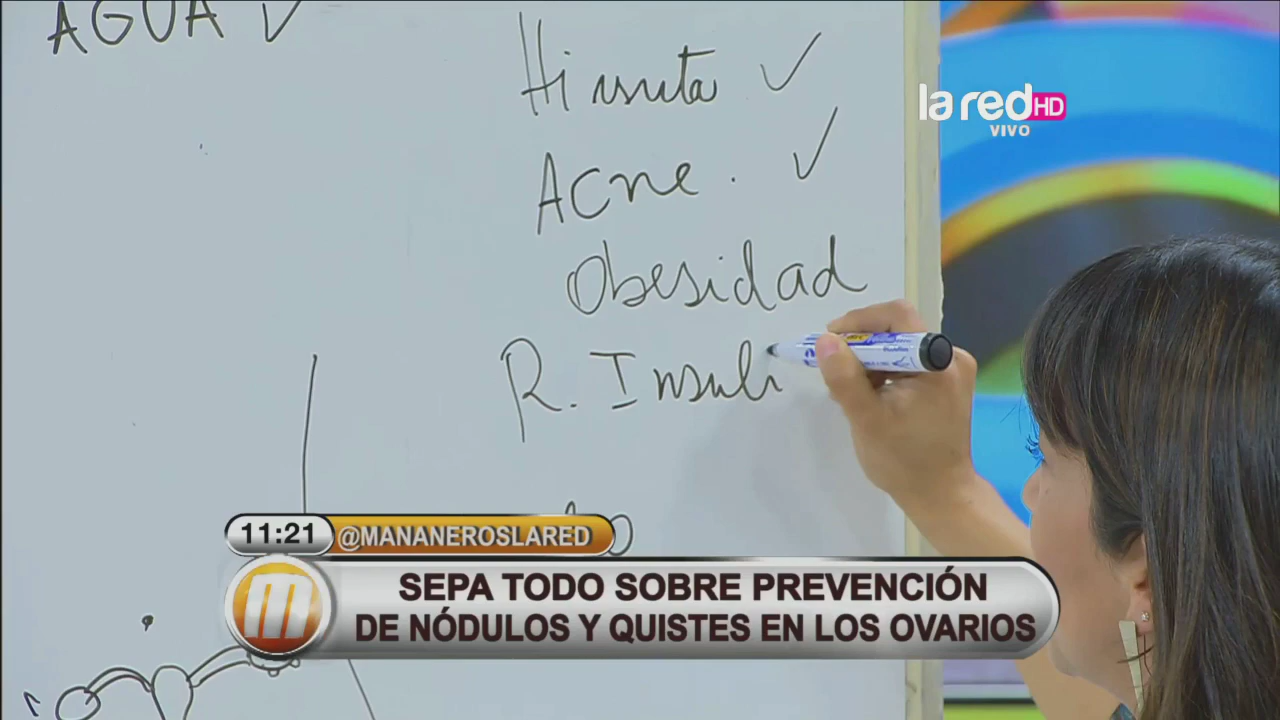 AGUA ✓
Hirsuta ✓
Acne. ✓
Obesidad
R. Insuli
la red HD
VIVO
11:21 @MANANEROSLARED
SEPA TODO SOBRE PREVENCIÓN
DE NÓDULOS Y QUISTES EN LOS OVARIOS